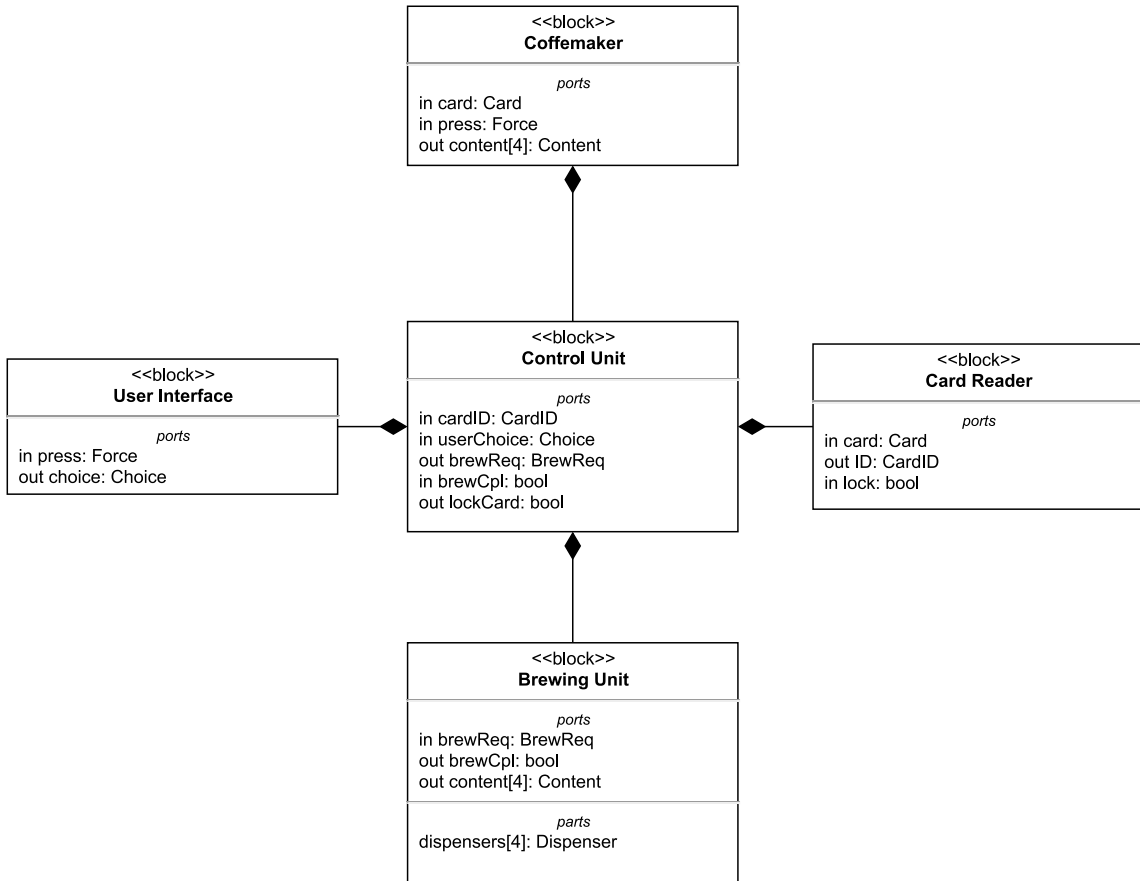 <<block>>
Coffemaker
ports
in card: Card
in press: Force
out content[4]: Content
<<block>>
User Interface
ports
in press: Force
out choice: Choice
<<block>>
Control Unit
ports
in cardID: CardID
in userChoice: Choice
out brewReq: BrewReq
in brewCpl: bool
out lockCard: bool
<<block>>
Card Reader
ports
in card: Card
out ID: CardID
in lock: bool
<<block>>
Brewing Unit
ports
in brewReq: BrewReq
out brewCpl: bool
out content[4]: Content
parts
dispensers[4]: Dispenser